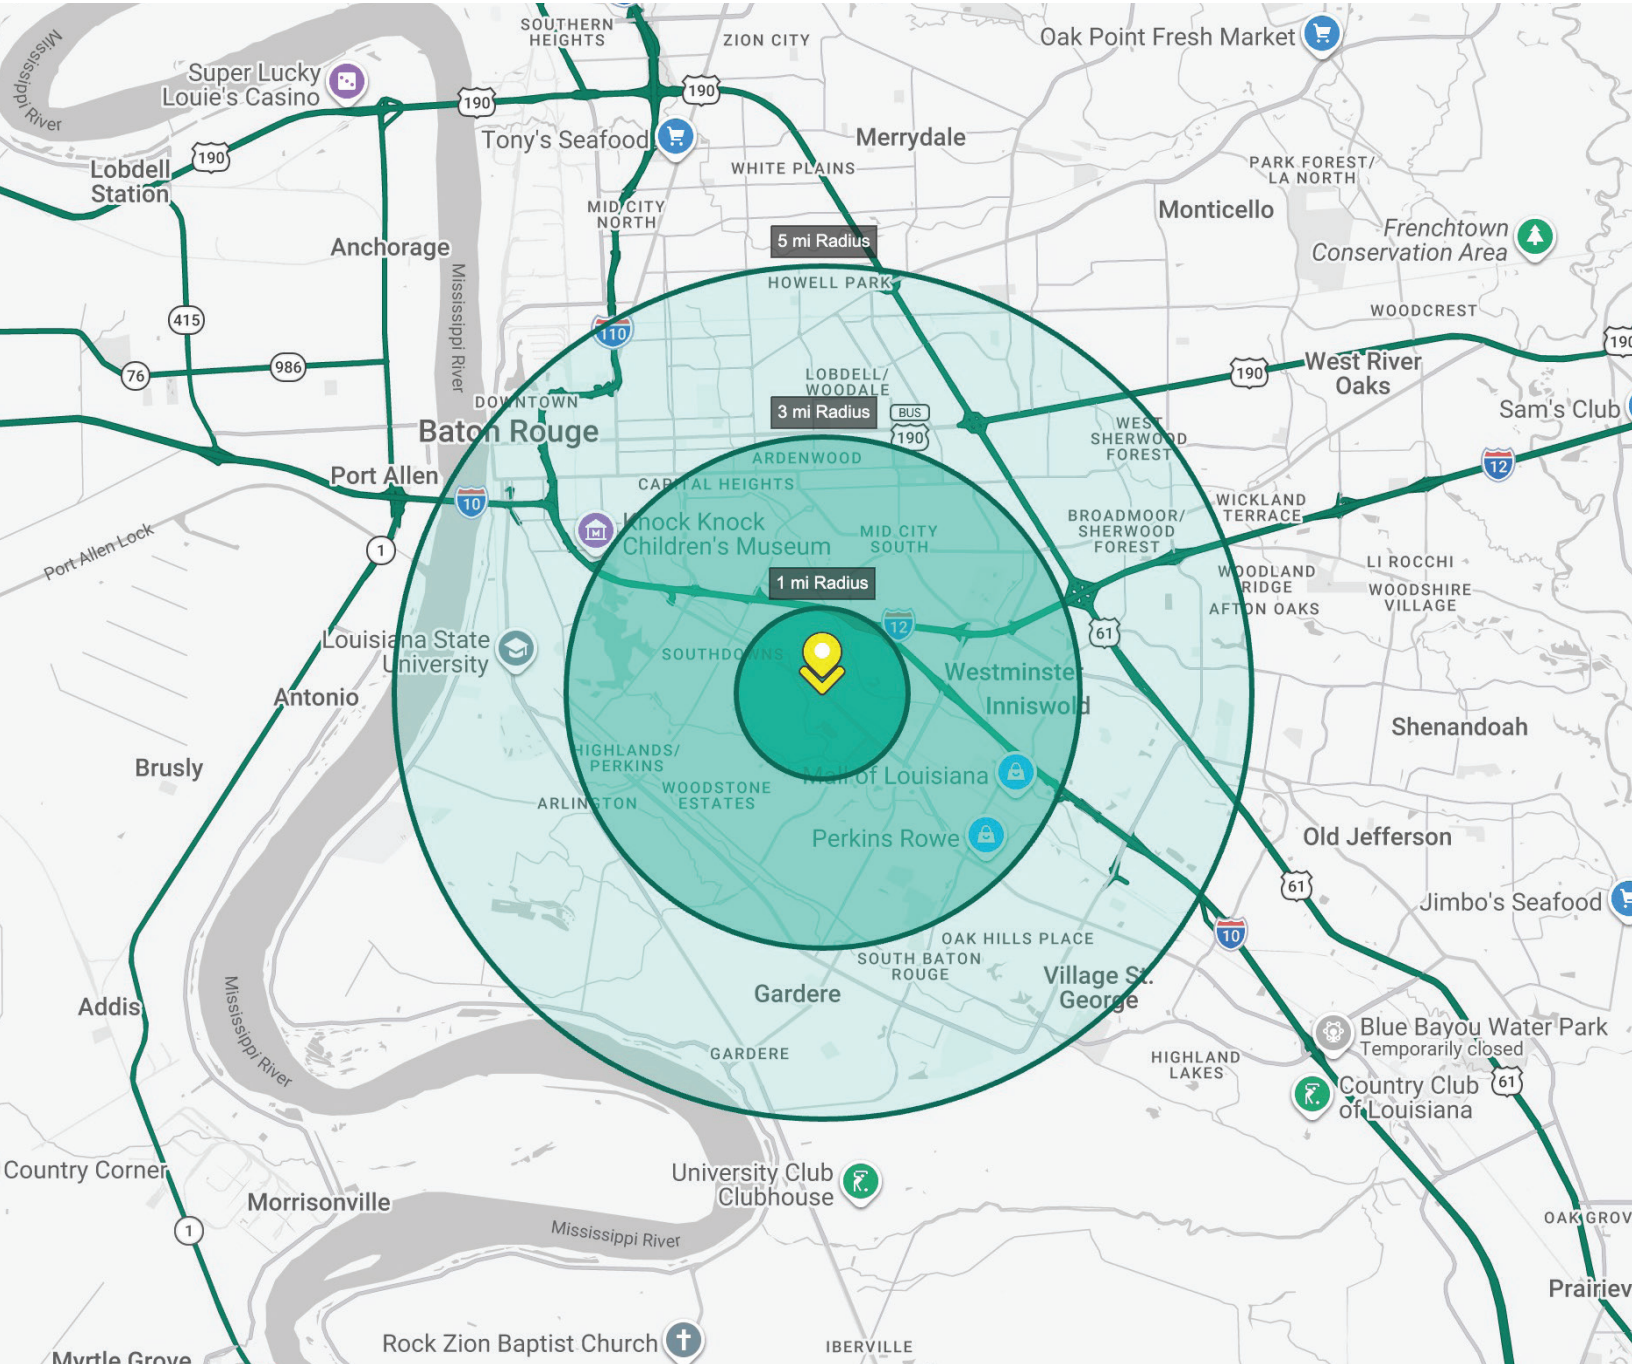 SOUTHERN
HEIGHTS
ZION CITY
Oak Point Fresh Market
Mississippi River
Super Lucky
Louie's Casino
190
190
Tony's Seafood
Merrydale
190
WHITE PLAINS
PARK FOREST/
LA NORTH
Lobdell
Station
MID CITY
NORTH
Monticello
Anchorage
5 mi Radius
Frenchtown
Conservation Area
HOWELL PARK
Mississippi River
WOODCREST
415
110
190
76
986
190
West River
Oaks
LOBDELL/
WOODALE
DOWNTOWN
3 mi Radius
BUS
190
Sam's Club
Baton Rouge
WEST
SHERWOOD
FOREST
ARDENWOOD
12
Port Allen
CAPITAL HEIGHTS
10
WICKLAND
TERRACE
Knock Knock
Children's Museum
MID CITY
SOUTH
BROADMOOR/
SHERWOOD
FOREST
Port Allen Lock
1
LI ROCCHI
1 mi Radius
WOODLAND
RIDGE
WOODSHIRE
VILLAGE
AFTON OAKS
12
61
Louisiana State
University
SOUTHDOWNS
Westminster
Antonio
Inniswold
Shenandoah
HIGHLANDS/
PERKINS
Brusly
Mall of Louisiana
WOODSTONE
ESTATES
ARLINGTON
Perkins Rowe
Old Jefferson
61
Jimbo's Seafood
10
OAK HILLS PLACE
SOUTH BATON
ROUGE
Gardere
Village St.
George
Addis
Mississippi River
Blue Bayou Water Park
Temporarily closed
GARDERE
HIGHLAND
LAKES
61
Country Club
of Louisiana
Country Corner
University Club
Clubhouse
Morrisonville
1
Mississippi River
OAK GROV
Prairiev
Rock Zion Baptist Church
IBERVILLE
Myrtle Grove